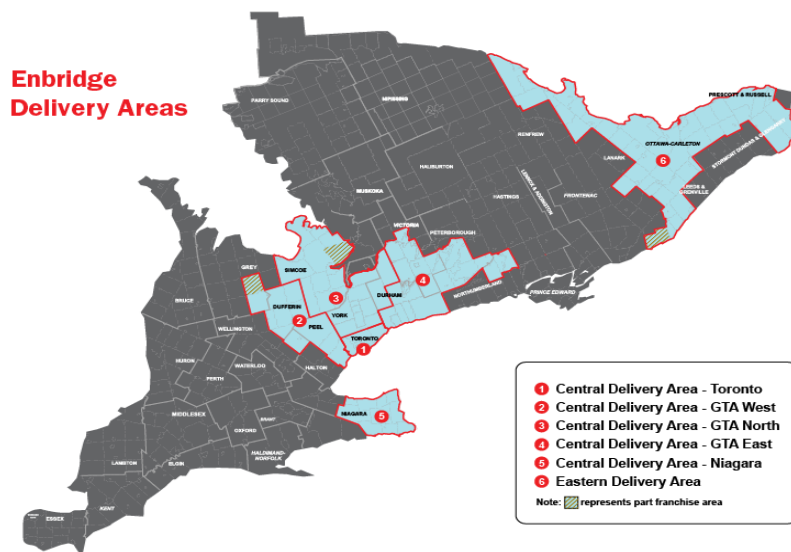 Enbridge
Delivery Areas
PARRY SOUND
NIPISSING
PRESCOTT & RUSSELL
RENFREW
OTTAWA-CARLETON
6
STORMONT DUNDAS &
LANARK
HALIBURTON
MUSKOKA
LEEDS &
GRENVILLE
HASTINGS
LENNOX & ADDINGTON
FRONTENAC
VICTORIA
PETERBOROUGH
GREY
SIMCOE
4
DURHAM
NORTHUMBERLAND
PRINCE EDWARD
3
BRUCE
DUFFERIN
2
PEEL
YORK
WELLINGTON
TORONTO
1
HURON
WATERLOO
HALTON
PERTH
MIDDLESEX
BRANT
NIAGARA
5
OXFORD
HALDIMAND-
NORFOLK
LAMBTON
ELGIN
KENT
ESSEX
1 Central Delivery Area - Toronto
2 Central Delivery Area - GTA West
3 Central Delivery Area - GTA North
4 Central Delivery Area - GTA East
5 Central Delivery Area - Niagara
6 Eastern Delivery Area
Note: represents part franchise area